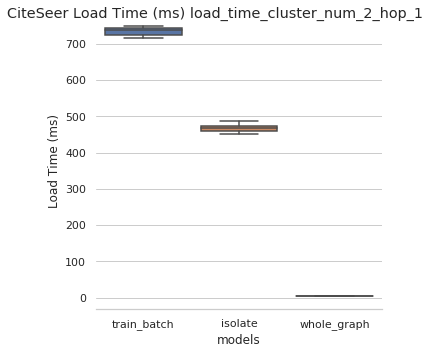 CiteSeer Load Time (ms) load_time_cluster_num_2_hop_1
700
600
500
400
300
200
100
0
Load Time (ms)
train_batch isolate whole_graph
models